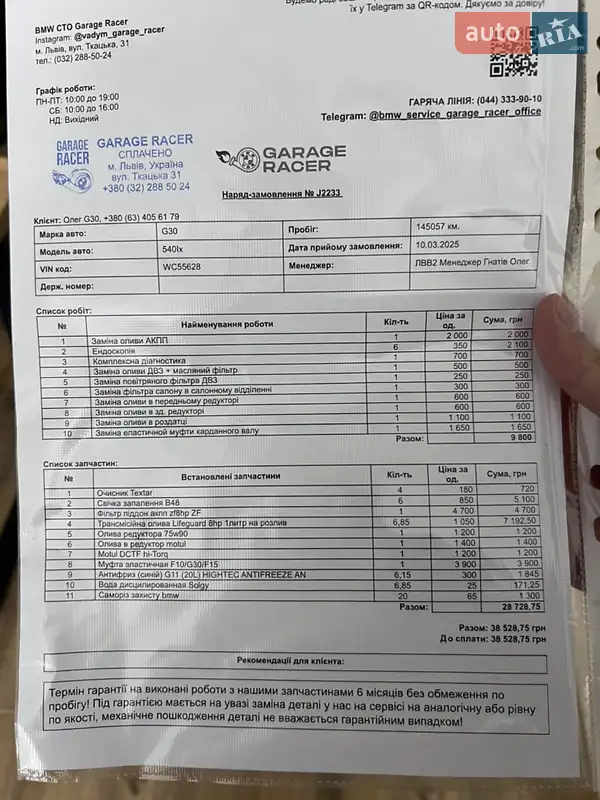 Будемо раді
їх у Telegram за QR-кодом. Дякуємо за довіру!
auto RIA.com
BMW СТО Garage Racer
Instagram: @vadym_garage_racer
м. Львів, вул. Ткацька, 31
тел.: (032) 288-50-24
Графік роботи:
ПН-ПТ: 10:00 до 19:00
СБ: 10:00 до 16:00
НД: Вихідний
ГАРЯЧА ЛІНІЯ: (044) 333-90-10
Telegram: @bmw_service_garage_racer_office
GARAGE RACER
GARAGE RACER
СПЛАЧЕНО
м. Львів, Україна
вул. Ткацька 31
+380 (32) 288 50 24
GARAGE RACER
Наряд-замовлення № J2233
Клієнт: Олег G30, +380 (63) 405 61 79
Марка авто: G30 Пробіг: 145057 км.
Модель авто: 540Ix Дата прийому замовлення: 10.03.2025
VIN код: WC55628 Менеджер: ЛВВ2 Менеджер Гнатів Олег
Держ. номер:
Список робіт:
№ Найменування роботи Кіл-ть Ціна за од. Сума, грн
1 Заміна оливи АКПП 1 2 000 2 000
2 Ендоскопія 6 350 2 100
3 Комплексна діагностика 1 700 700
4 Заміна оливи ДВЗ + масляний фільтр 1 500 500
5 Заміна повітряного фільтра ДВЗ 1 250 250
6 Заміна фільтра салону в салонному відділенні 1 300 300
7 Заміна оливи в передньому редукторі 1 600 600
8 Заміна оливи в зд. редукторі 1 600 600
9 Заміна оливи в роздатці 1 1 100 1 100
10 Заміна еластичной муфти карданного валу 1 1 650 1 650
Разом: 9 800
Список запчастин:
№ Встановлені запчастини Кіл-ть Ціна за од. Сума, грн
1 Очисник Textar 4 180 720
2 Свічка запалення B48 6 850 5 100
3 Фільтр піддон акпп zf8hp ZF 1 4 700 4 700
4 Трансмісійна олива Lifeguard 8hp 1литр на розлив 6,85 1 050 7 192,50
5 Олива редуктора 75w90 1 1 200 1 200
6 Олива в редуктор motul 1 1 400 1 400
7 Motul DCTF hi-Torq 1 1 200 1 200
8 Муфта эластичная F10/G30/F15 1 3 900 3 900
9 Антифриз (синій) G11 (20L) HIGHTEC ANTIFREEZE AN 6,15 300 1 845
10 Вода дисцилированная Solgy 6,85 25 171,25
11 Саморіз захисту bmw 20 65 1 300
Разом: 28 728,75
Разом: 38 528,75 грн
До сплати: 38 528,75 грн
Рекомендації для клієнта:
Термін гарантії на виконані роботи з нашими запчастинами 6 місяців без обмеження по
пробігу! Під гарантією мається на увазі заміна деталі у нас на сервісі на аналогічну або рівну
по якості, механічне пошкодження деталі не вважається гарантійним випадком!